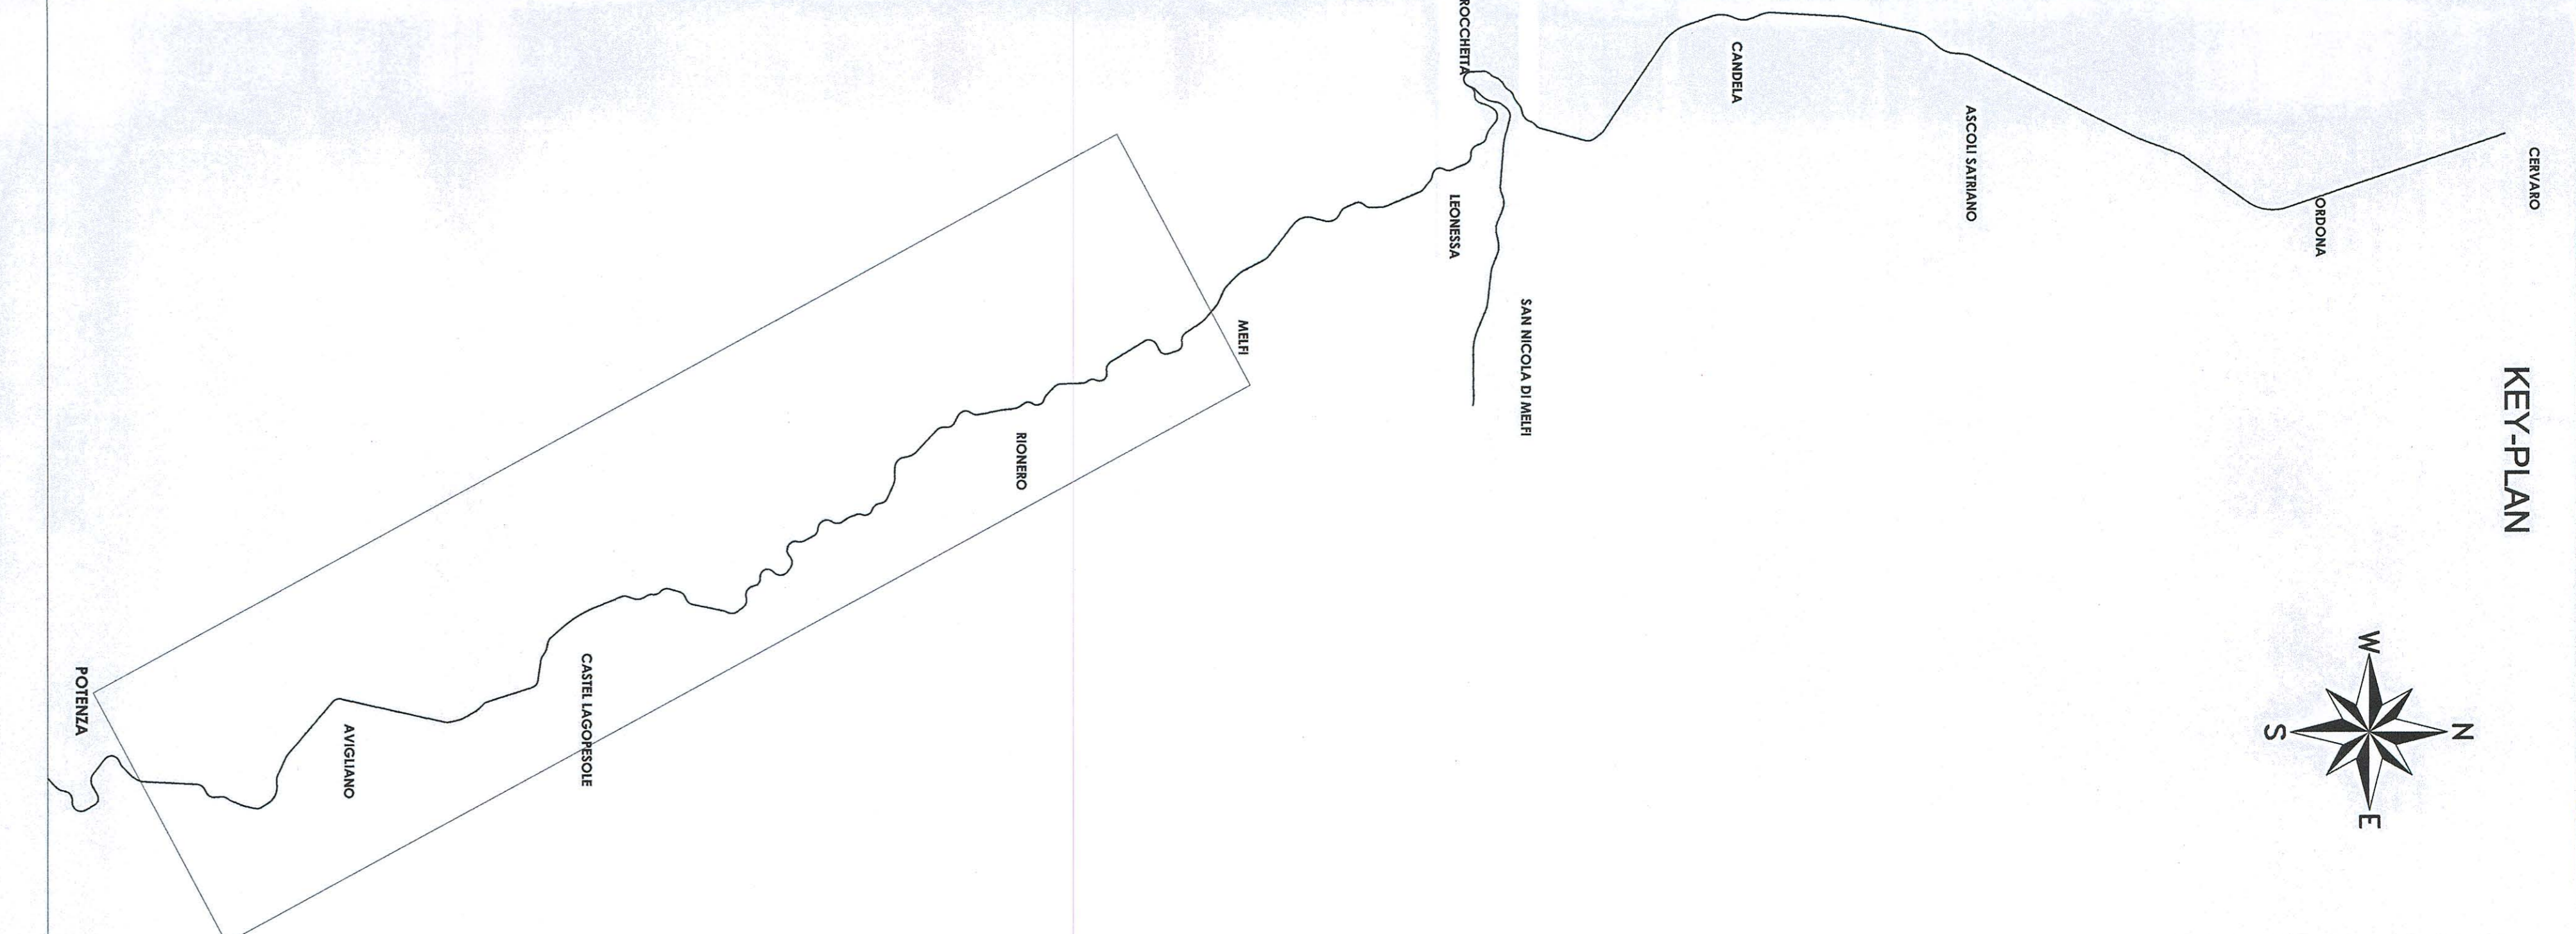 KEY-PLAN
N
W
E
S
CERVARO
ORDONA
ASCOLI SATRIANO
CANDELA
ROCCHETTA
LEONESSA
SAN NICOLA DI MELFI
MELFI
RIONERO
CASTEL LAGOPESOLE
AVIGLIANO
POTENZA